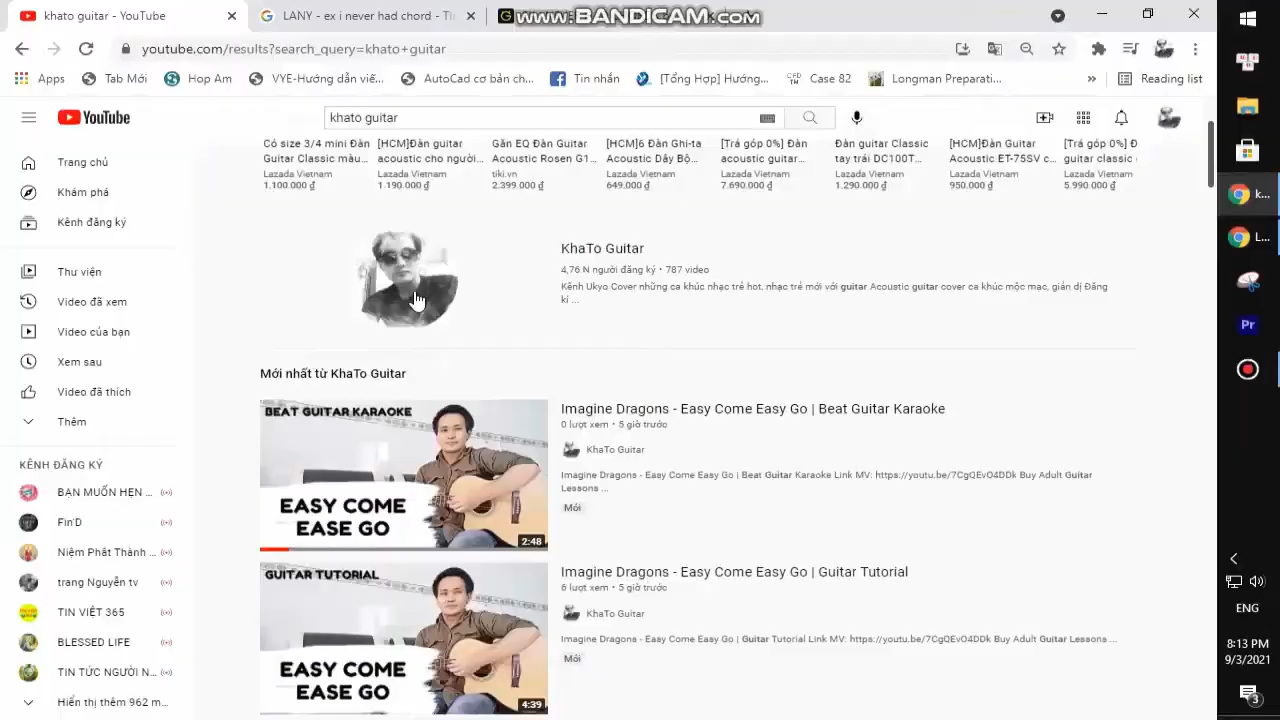 khato guitar - YouTube
LANY - ex i never had chord - Ti
www.BANDICAM.com
youtube.com/results?search_query=khato+guitar
Apps
Tab Mới
Hop Am
VYE-Hướng dẫn viê...
AutoCad cơ bản ch...
Tin nhắn
[Tổng Hợp] Hướng...
Case 82
Longman Preparati...
»
Reading list
YouTube
khato guitar
Có size 3/4 mini Đàn
Guitar Classic màu...
Lazada Vietnam
1.100.000 ₫
[HCM]Đàn guitar
acoustic cho người...
Lazada Vietnam
1.190.000 ₫
Gắn EQ Đàn Guitar
Acoustic Rosen G1...
tiki.vn
2.399.000 ₫
[HCM]6 Đàn Ghi-ta
Acoustic Dây Bộ...
Lazada Vietnam
649.000 ₫
[Trả góp 0%] Đàn
acoustic guitar...
Lazada Vietnam
7.690.000 ₫
Đàn guitar Classic
tay trái DC100T...
Lazada Vietnam
1.290.000 ₫
[HCM]Đàn Guitar
Acoustic ET-75SV c...
Lazada Vietnam
950.000 ₫
[Trả góp 0%] Đ
guitar classic
Lazada Vietnam
5.990.000 ₫
Trang chủ
Khám phá
Kênh đăng ký
Thư viện
Video đã xem
Video của bạn
Xem sau
Video đã thích
Thêm
KÊNH ĐĂNG KÝ
BẠN MUỐN HẸN ...
Fin'D
Niệm Phật Thành ...
trang Nguyễn tv
TIN VIỆT 365
BLESSED LIFE
TIN TỨC NGƯỜI N...
Hiển thị thêm 962 m...
KhaTo Guitar
4,76 N người đăng ký • 787 video
Kênh Ukyo Cover những ca khúc nhạc trẻ hot, nhạc trẻ mới với guitar Acoustic guitar cover ca khúc mộc mạc, giản dị Đăng
kí ...
Mới nhất từ KhaTo Guitar
BEAT GUITAR KARAOKE
EASY COME
EASE GO
2:48
Imagine Dragons - Easy Come Easy Go | Beat Guitar Karaoke
0 lượt xem • 5 giờ trước
KhaTo Guitar
Imagine Dragons - Easy Come Easy Go | Beat Guitar Karaoke Link MV: https://youtu.be/7CgQEvO4DDk Buy Adult Guitar
Lessons ...
Mới
GUITAR TUTORIAL
EASY COME
EASE GO
4:39
Imagine Dragons - Easy Come Easy Go | Guitar Tutorial
6 lượt xem • 5 giờ trước
KhaTo Guitar
Imagine Dragons - Easy Come Easy Go | Guitar Tutorial Link MV: https://youtu.be/7CgQEvO4DDk Buy Adult Guitar Lessons ...
Mới
k...
L...
Pr
ENG
8:13 PM
9/3/2021
3